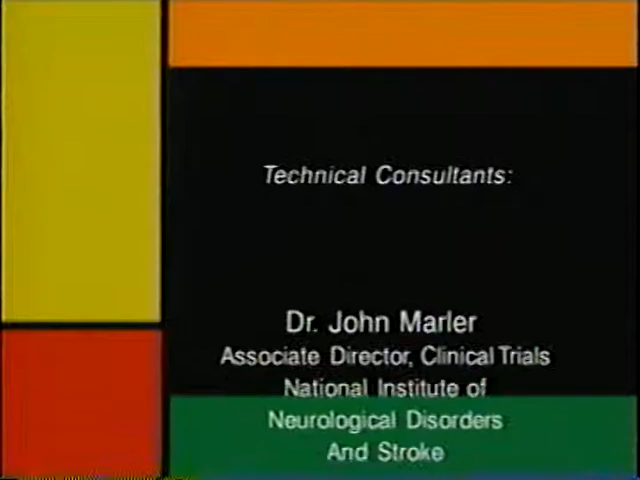 Technical Consultants:
Dr. John Marler
Associate Director, Clinical Trials
National Institute of
Neurological Disorders
And Stroke